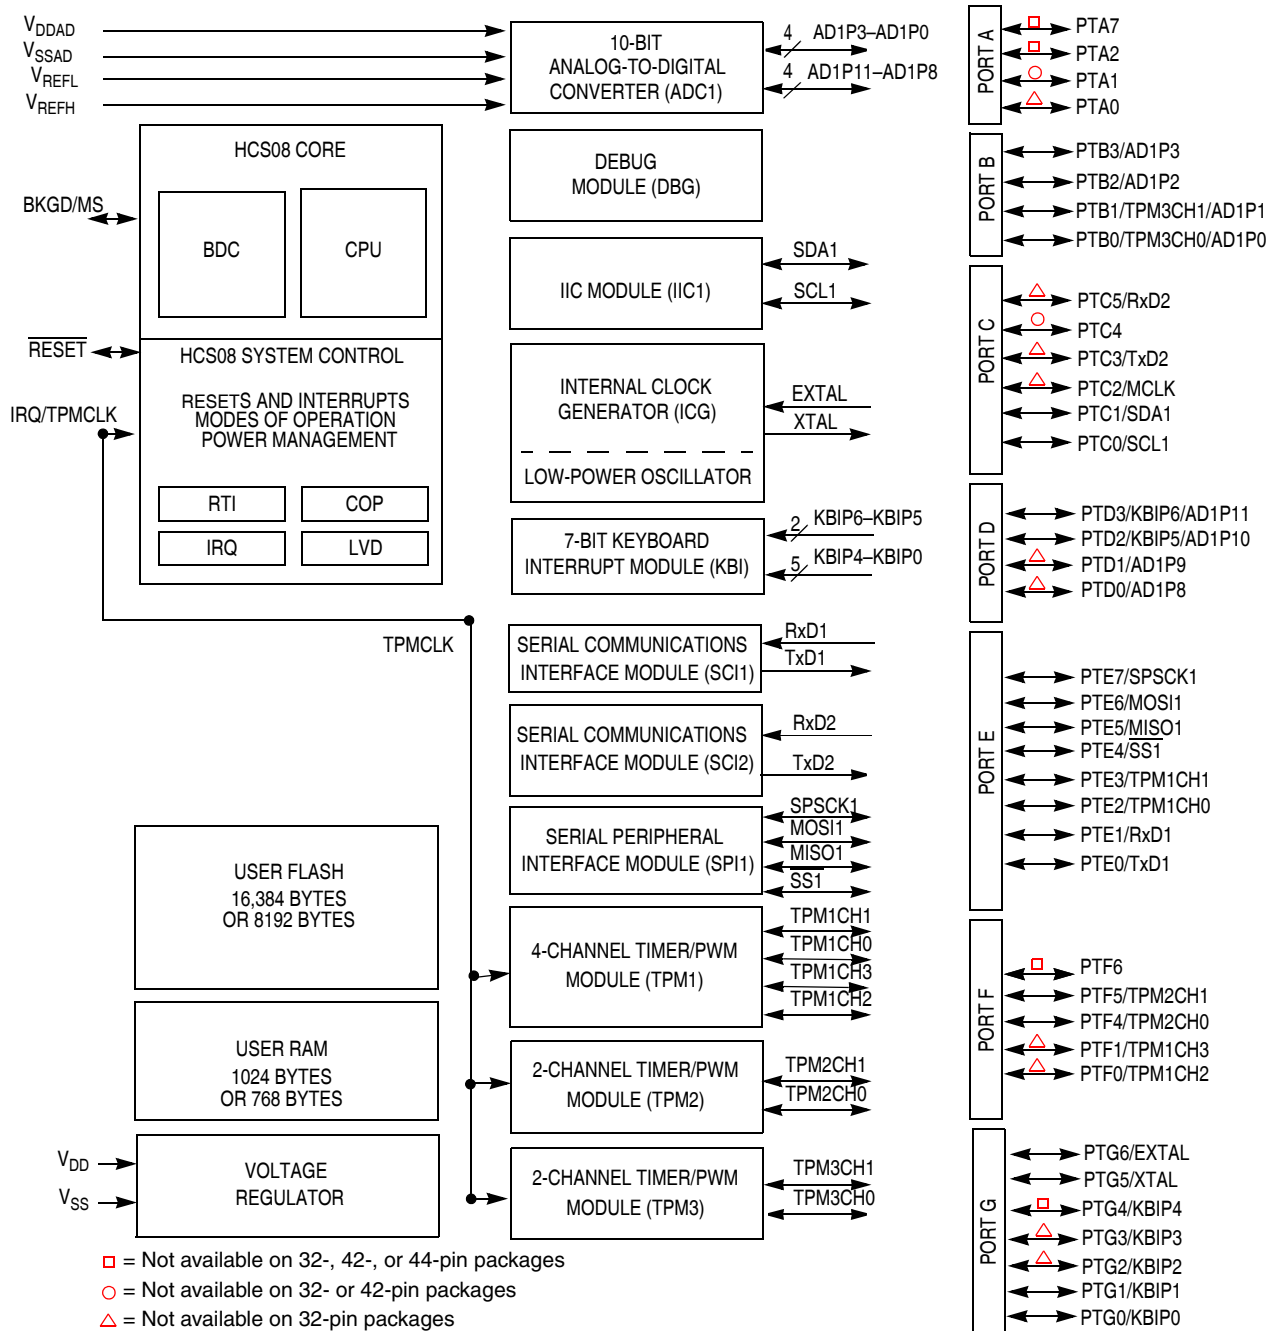 VDDAD
VSSAD
VREFL
VREFH
10-BIT
ANALOG-TO-DIGITAL
CONVERTER (ADC1)
4 AD1P3–AD1P0
4 AD1P11–AD1P8
HCS08 CORE
BDC
CPU
BKGD/MS
RESET
HCS08 SYSTEM CONTROL
RESETS AND INTERRUPTS
MODES OF OPERATION
POWER MANAGEMENT
IRQ/TPMCLK
RTI
COP
IRQ
LVD
TPMCLK
DEBUG
MODULE (DBG)
IIC MODULE (IIC1)
SDA1
SCL1
INTERNAL CLOCK
GENERATOR (ICG)
LOW-POWER OSCILLATOR
EXTAL
XTAL
7-BIT KEYBOARD
INTERRUPT MODULE (KBI)
2 KBIP6–KBIP5
5 KBIP4–KBIP0
SERIAL COMMUNICATIONS
INTERFACE MODULE (SCI1)
RxD1
TxD1
SERIAL COMMUNICATIONS
INTERFACE MODULE (SCI2)
RxD2
TxD2
SERIAL PERIPHERAL
INTERFACE MODULE (SPI1)
SPSCK1
MOSI1
MISO1
SS1
4-CHANNEL TIMER/PWM
MODULE (TPM1)
TPM1CH1
TPM1CH0
TPM1CH3
TPM1CH2
2-CHANNEL TIMER/PWM
MODULE (TPM2)
TPM2CH1
TPM2CH0
2-CHANNEL TIMER/PWM
MODULE (TPM3)
TPM3CH1
TPM3CH0
USER FLASH
16,384 BYTES
OR 8192 BYTES
USER RAM
1024 BYTES
OR 768 BYTES
VDD
VSS
VOLTAGE
REGULATOR
PORT A
PTA7
PTA2
PTA1
PTA0
PORT B
PTB3/AD1P3
PTB2/AD1P2
PTB1/TPM3CH1/AD1P1
PTB0/TPM3CH0/AD1P0
PORT C
PTC5/RxD2
PTC4
PTC3/TxD2
PTC2/MCLK
PTC1/SDA1
PTC0/SCL1
PORT D
PTD3/KBIP6/AD1P11
PTD2/KBIP5/AD1P10
PTD1/AD1P9
PTD0/AD1P8
PORT E
PTE7/SPSCK1
PTE6/MOSI1
PTE5/MISO1
PTE4/SS1
PTE3/TPM1CH1
PTE2/TPM1CH0
PTE1/RxD1
PTE0/TxD1
PORT F
PTF6
PTF5/TPM2CH1
PTF4/TPM2CH0
PTF1/TPM1CH3
PTF0/TPM1CH2
PORT G
PTG6/EXTAL
PTG5/XTAL
PTG4/KBIP4
PTG3/KBIP3
PTG2/KBIP2
PTG1/KBIP1
PTG0/KBIP0
= Not available on 32-, 42-, or 44-pin packages
= Not available on 32- or 42-pin packages
= Not available on 32-pin packages